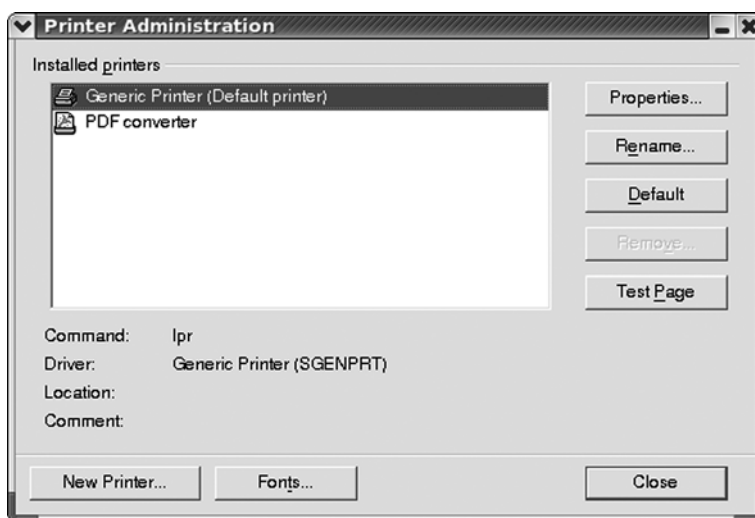 Printer Administration
Installed printers
Generic Printer (Default printer)
PDF converter
Properties...
Rename...
Default
Remove...
Test Page
Command: lpr
Driver: Generic Printer (SGENPRT)
Location:
Comment:
New Printer...
Fonts...
Close